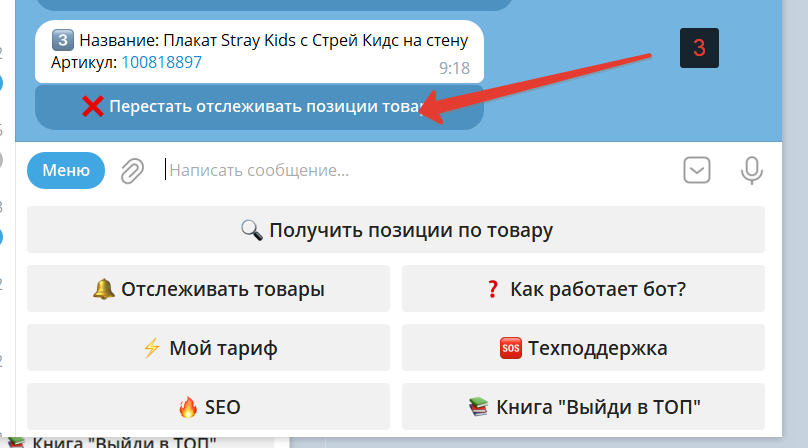 3 Название: Плакат Stray Kids с Стрей Кидс на стену
Артикул: 100818897
9:18
3
Перестать отслеживать позиции
Меню
Написать сообщение...
Получить позиции по товару
Отслеживать товары
? Как работает бот?
Мой тариф
SOS Техподдержка
SEO
Книга "Выйди в ТОП"
Книга "Выйди в ТОП"